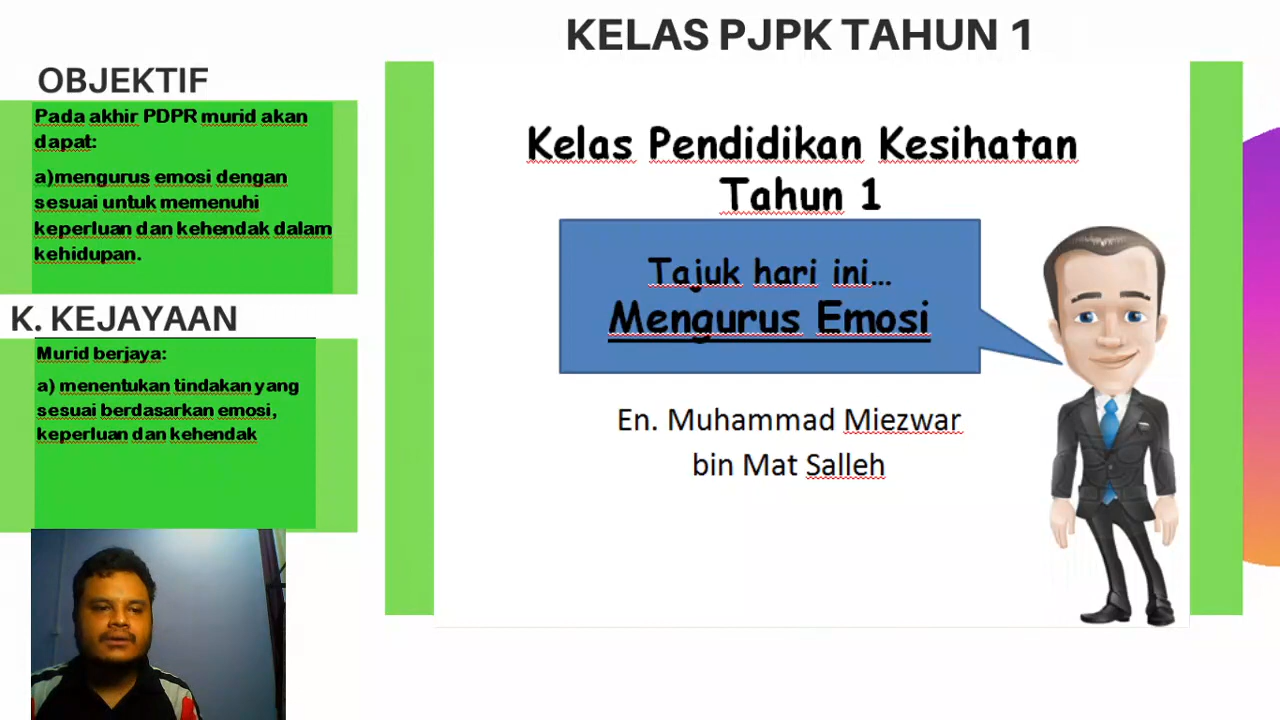 KELAS PJPK TAHUN 1
OBJEKTIF
Pada akhir PDPR murid akan
dapat:
a)mengurus emosi dengan
sesuai untuk memenuhi
keperluan dan kehendak dalam
kehidupan.
K. KEJAYAAN
Murid berjaya:
a) menentukan tindakan yang
sesuai berdasarkan emosi,
keperluan dan kehendak
Kelas Pendidikan Kesihatan
Tahun 1
Tajuk hari ini...
Mengurus Emosi
En. Muhammad Miezwar
bin Mat Salleh